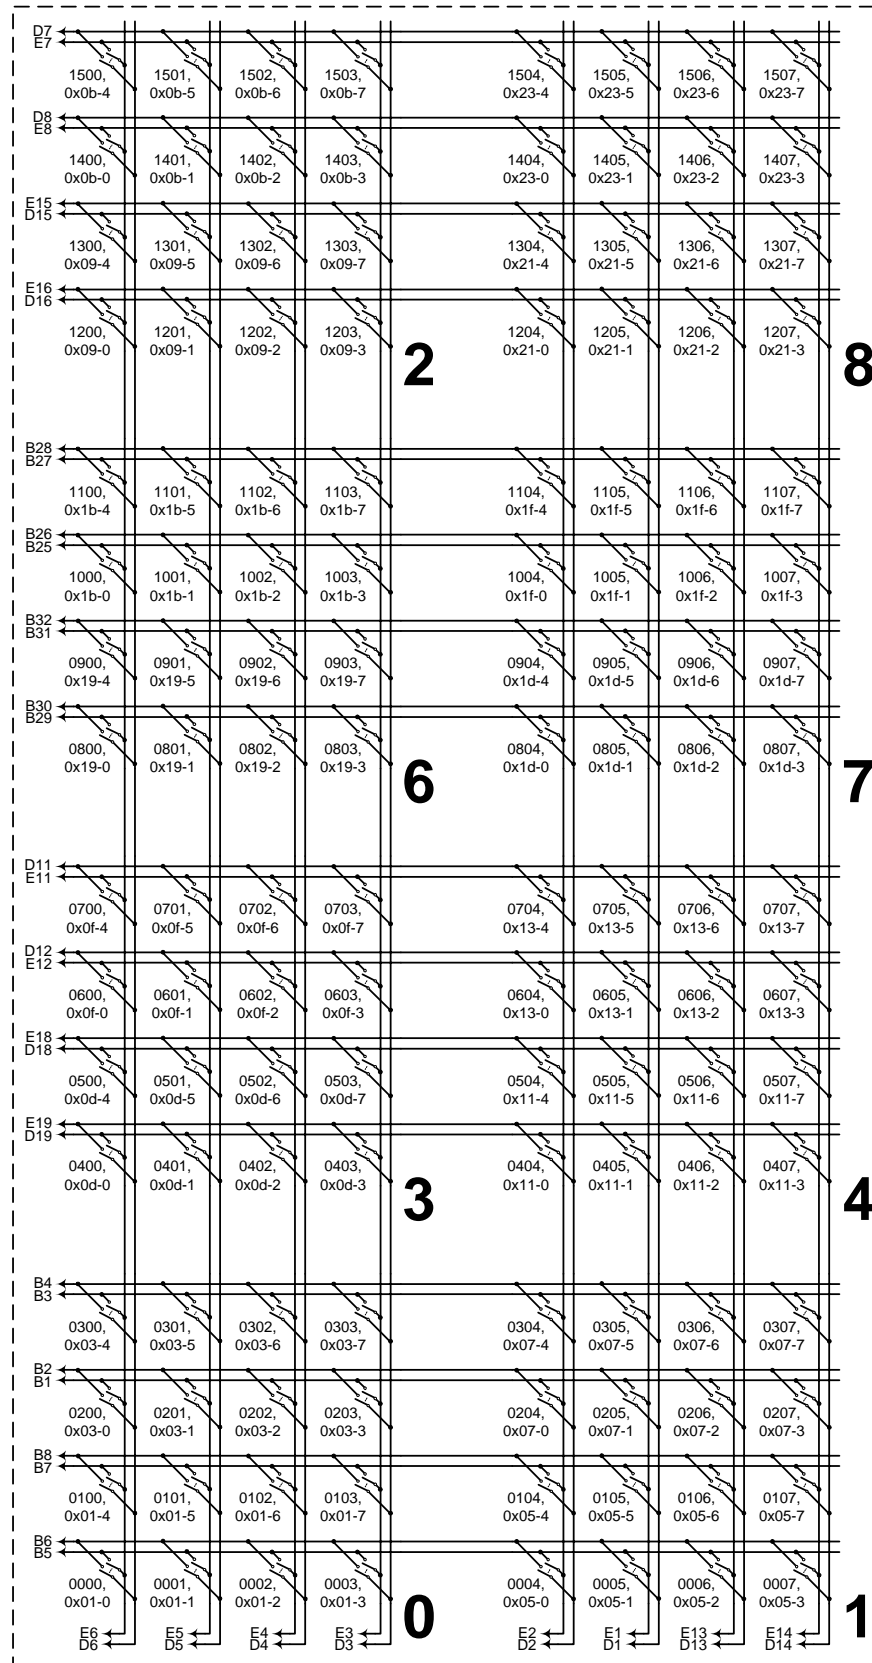 D7
E7
1500, 1501, 1502, 1503, 1504, 1505, 1506, 1507,
0x0b-4 0x0b-5 0x0b-6 0x0b-7 0x23-4 0x23-5 0x23-6 0x23-7
D8
E8
1400, 1401, 1402, 1403, 1404, 1405, 1406, 1407,
0x0b-0 0x0b-1 0x0b-2 0x0b-3 0x23-0 0x23-1 0x23-2 0x23-3
E15
D15
1300, 1301, 1302, 1303, 1304, 1305, 1306, 1307,
0x09-4 0x09-5 0x09-6 0x09-7 0x21-4 0x21-5 0x21-6 0x21-7
E16
D16
1200, 1201, 1202, 1203, 1204, 1205, 1206, 1207,
0x09-0 0x09-1 0x09-2 0x09-3 0x21-0 0x21-1 0x21-2 0x21-3
2 8
B28
B27
1100, 1101, 1102, 1103, 1104, 1105, 1106, 1107,
0x1b-4 0x1b-5 0x1b-6 0x1b-7 0x1f-4 0x1f-5 0x1f-6 0x1f-7
B26
B25
1000, 1001, 1002, 1003, 1004, 1005, 1006, 1007,
0x1b-0 0x1b-1 0x1b-2 0x1b-3 0x1f-0 0x1f-1 0x1f-2 0x1f-3
B32
B31
0900, 0901, 0902, 0903, 0904, 0905, 0906, 0907,
0x19-4 0x19-5 0x19-6 0x19-7 0x1d-4 0x1d-5 0x1d-6 0x1d-7
B30
B29
0800, 0801, 0802, 0803, 0804, 0805, 0806, 0807,
0x19-0 0x19-1 0x19-2 0x19-3 0x1d-0 0x1d-1 0x1d-2 0x1d-3
6 7
D11
E11
0700, 0701, 0702, 0703, 0704, 0705, 0706, 0707,
0x0f-4 0x0f-5 0x0f-6 0x0f-7 0x13-4 0x13-5 0x13-6 0x13-7
D12
E12
0600, 0601, 0602, 0603, 0604, 0605, 0606, 0607,
0x0f-0 0x0f-1 0x0f-2 0x0f-3 0x13-0 0x13-1 0x13-2 0x13-3
E18
D18
0500, 0501, 0502, 0503, 0504, 0505, 0506, 0507,
0x0d-4 0x0d-5 0x0d-6 0x0d-7 0x11-4 0x11-5 0x11-6 0x11-7
E19
D19
0400, 0401, 0402, 0403, 0404, 0405, 0406, 0407,
0x0d-0 0x0d-1 0x0d-2 0x0d-3 0x11-0 0x11-1 0x11-2 0x11-3
3 4
B4
B3
0300, 0301, 0302, 0303, 0304, 0305, 0306, 0307,
0x03-4 0x03-5 0x03-6 0x03-7 0x07-4 0x07-5 0x07-6 0x07-7
B2
B1
0200, 0201, 0202, 0203, 0204, 0205, 0206, 0207,
0x03-0 0x03-1 0x03-2 0x03-3 0x07-0 0x07-1 0x07-2 0x07-3
B8
B7
0100, 0101, 0102, 0103, 0104, 0105, 0106, 0107,
0x01-4 0x01-5 0x01-6 0x01-7 0x05-4 0x05-5 0x05-6 0x05-7
B6
B5
0000, 0001, 0002, 0003, 0004, 0005, 0006, 0007,
0x01-0 0x01-1 0x01-2 0x01-3 0x05-0 0x05-1 0x05-2 0x05-3
0 1
E6 E5 E4 E3 E2 E1 E13 E14
D6 D5 D4 D3 D2 D1 D13 D14